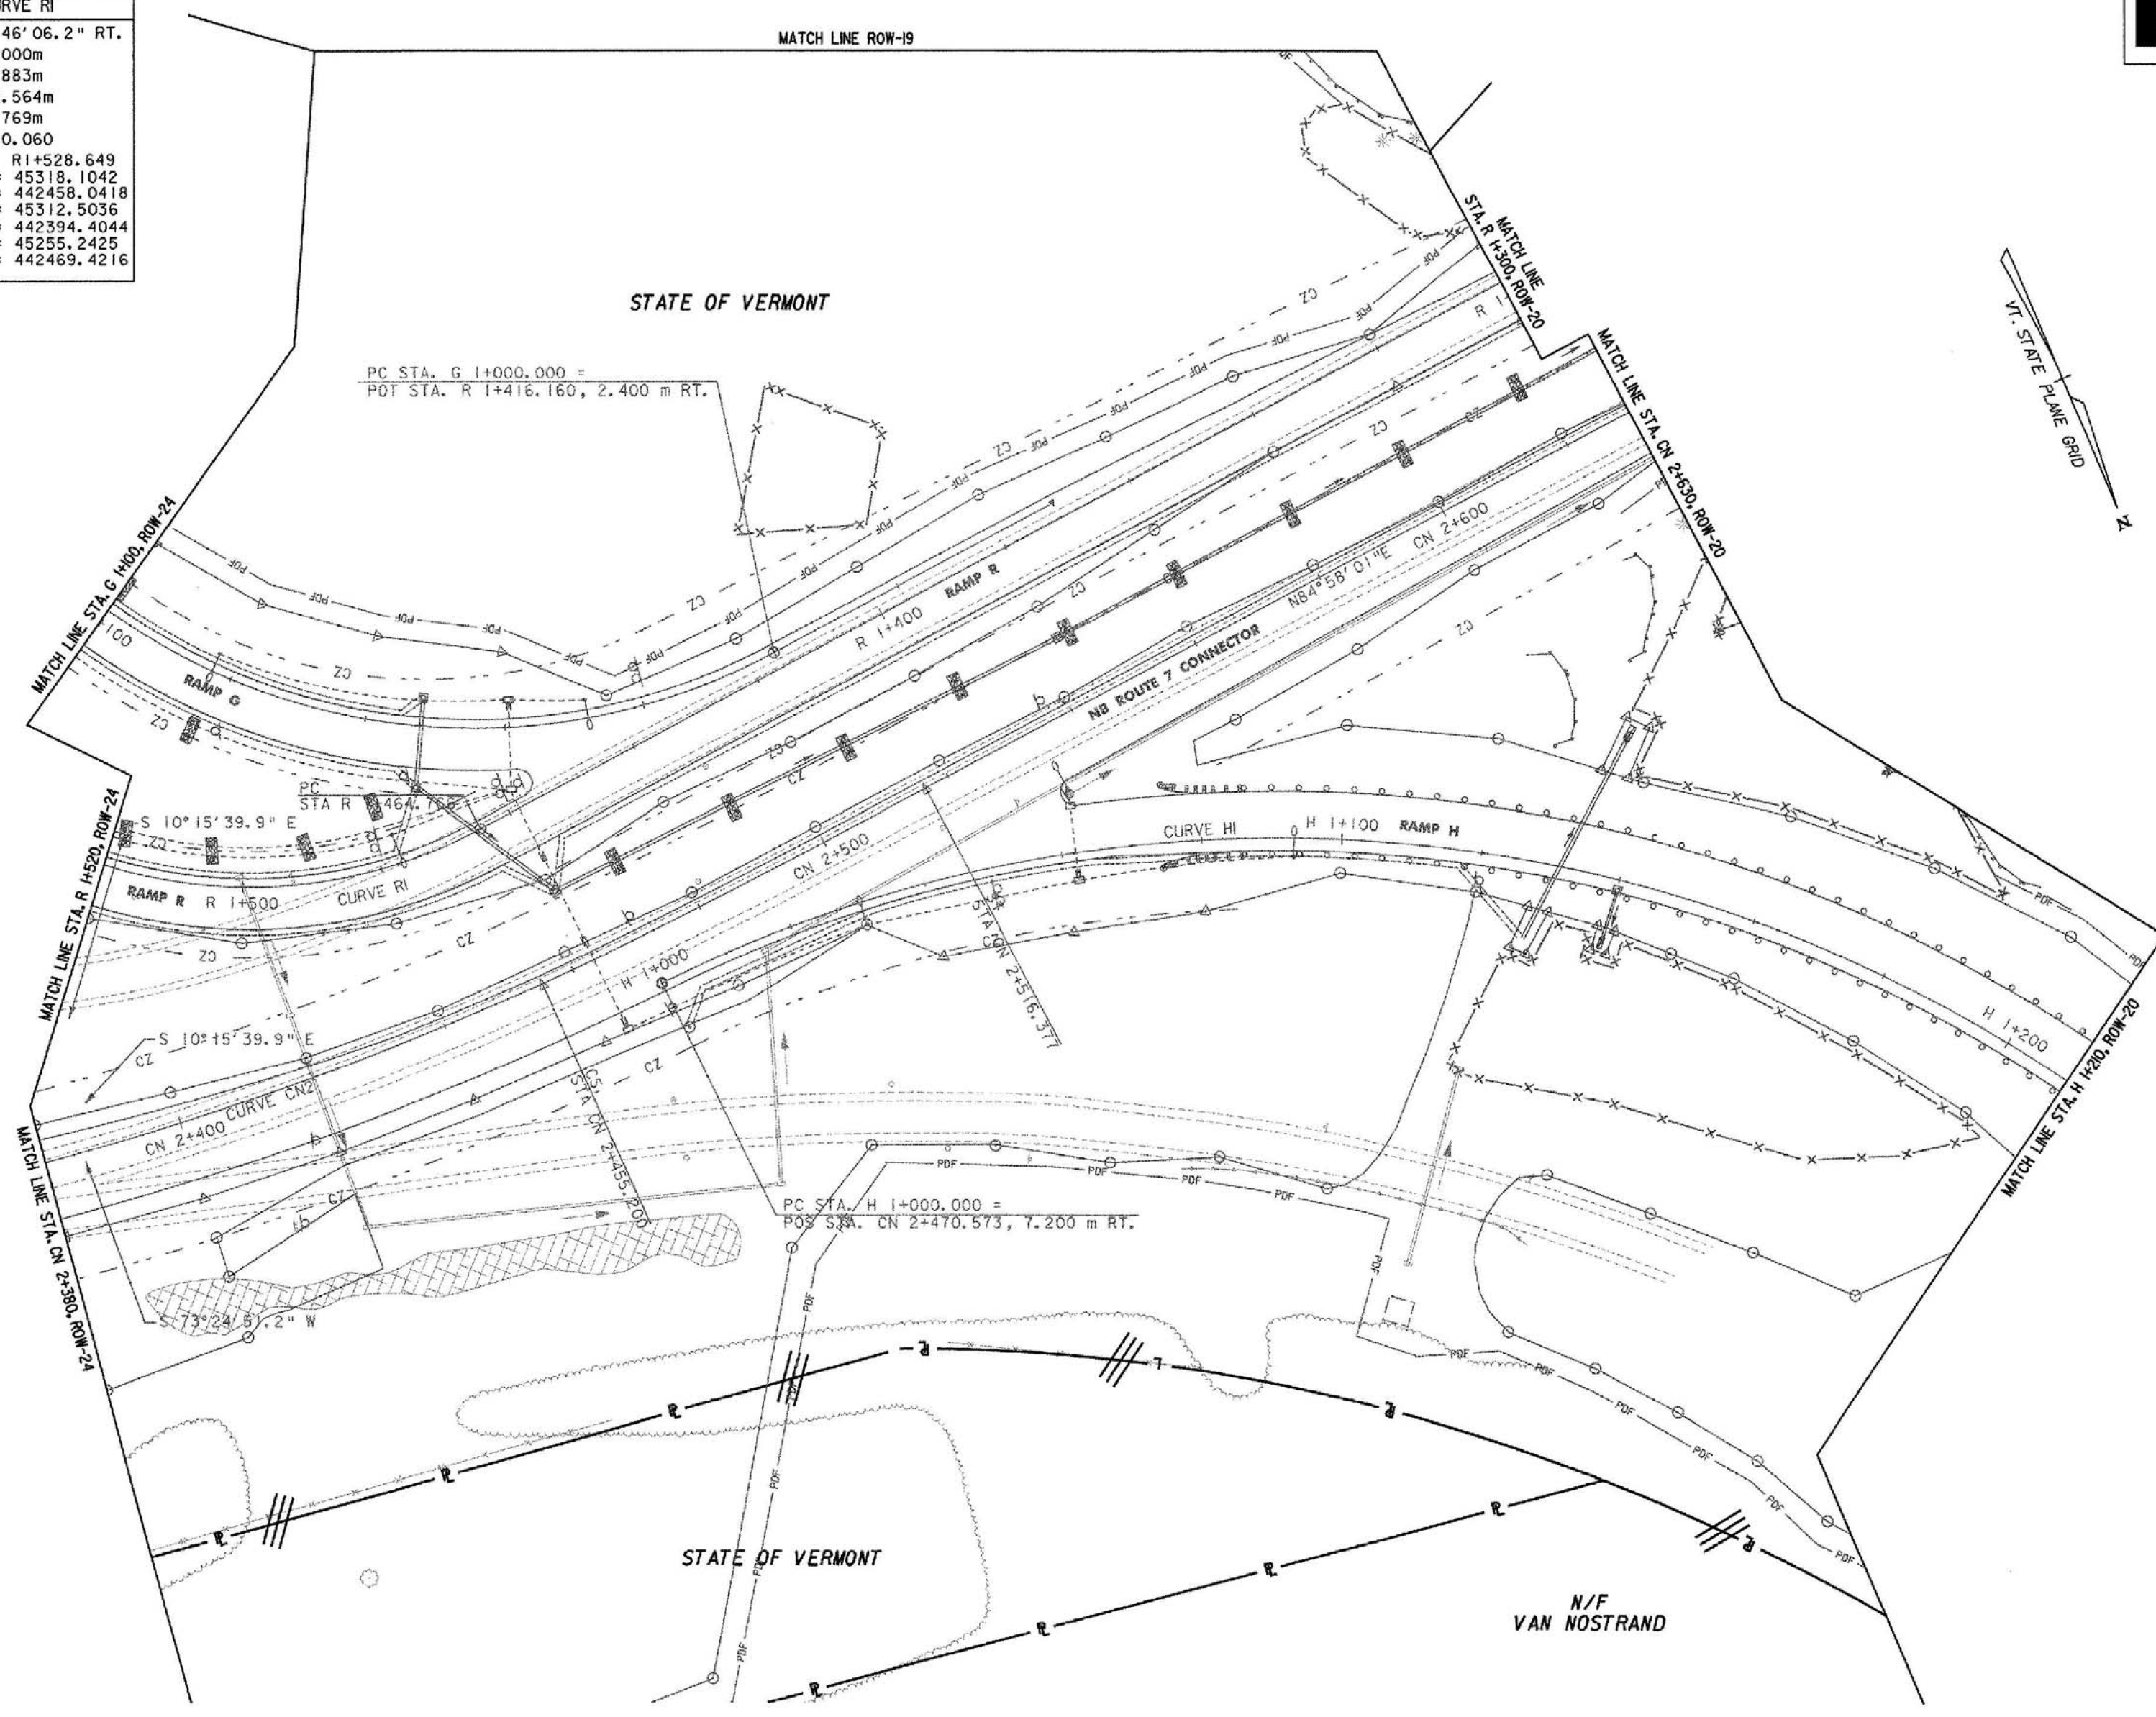 RVE RI
46' 06.2" RT.
000m
883m
.564m
769m
0.060
RI+528.649
= 45318.1042
= 442458.0418
= 45312.5036
= 442394.4044
= 45255.2425
= 442469.4216
MATCH LINE ROW-19
MATCH LINE
STA. R 1+300, ROW-20
MATCH LINE STA. CN 2+630, ROW-20
VT. STATE PLANE GRID
N
STATE OF VERMONT
PC STA. G 1+000.000 =
POT STA. R 1+416.160, 2.400 m RT.
MATCH LINE STA. G 1+100, ROW-24
100
RAMP G
R 1
RAMP R
R 1+400
N84°58'01"E
CN 2+600
NB ROUTE 7 CONNECTOR
PC
STA R 1+464.766
S 10°15'39.9" E
MATCH LINE STA. R 1+520, ROW-24
RAMP R
R 1+500
CURVE RI
CN 2+500
CURVE HI
H 1+100
RAMP H
H 1+000
STA CN 2+516.377
H 1+200
S 10°15'39.9" E
CN 2+400
CURVE CN2
CS
STA CN 2+455.200
MATCH LINE STA. H 1+210, ROW-20
MATCH LINE STA. CN 2+380, ROW-24
PC STA. H 1+000.000 =
POS STA. CN 2+470.573, 7.200 m RT.
S 73°24'51.2" W
CZ
PDF
PL
STATE OF VERMONT
N/F
VAN NOSTRAND